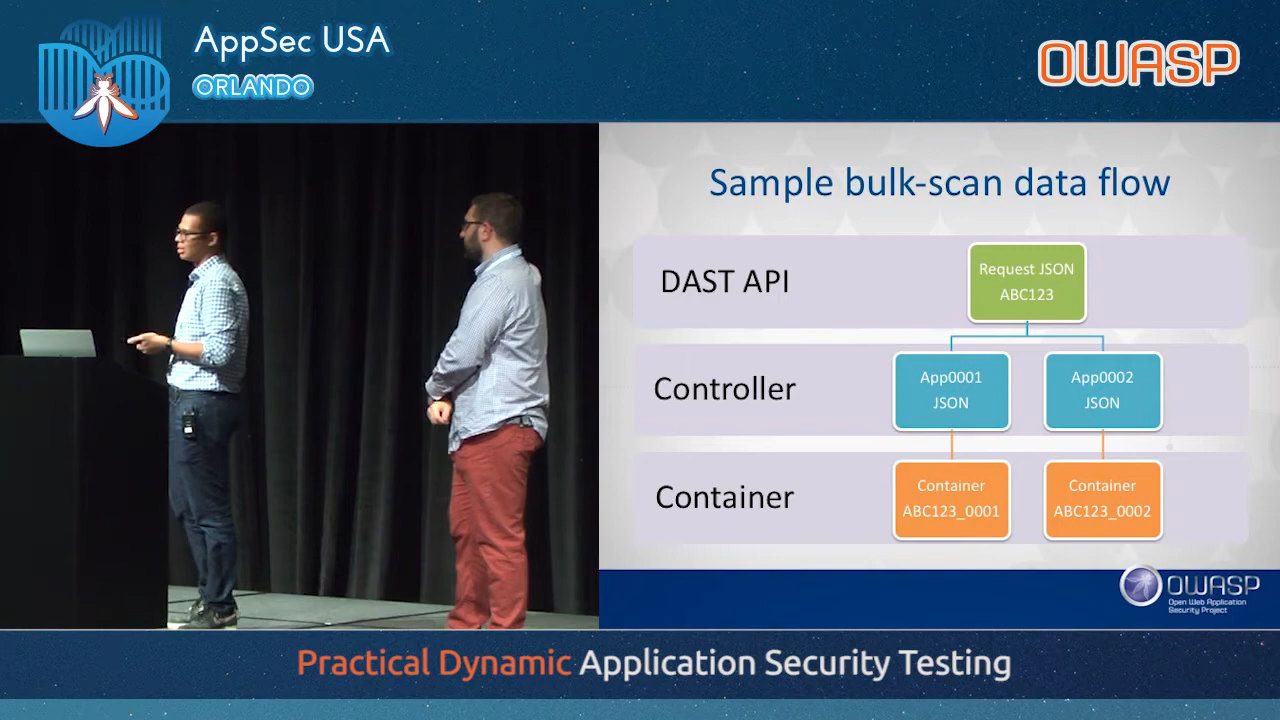 AppSec USA
ORLANDO
OWASP
Sample bulk-scan data flow
DAST API
Request JSON
ABC123
Controller
App0001
JSON
App0002
JSON
Container
Container
ABC123_0001
Container
ABC123_0002
OWASP
Open Web Application
Security Project
Practical Dynamic Application Security Testing